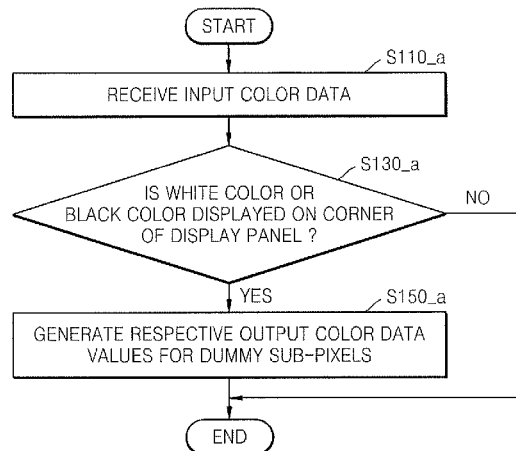 START
S110_a
RECEIVE INPUT COLOR DATA
S130_a
IS WHITE COLOR OR
BLACK COLOR DISPLAYED ON CORNER
OF DISPLAY PANEL ?
NO
YES
S150_a
GENERATE RESPECTIVE OUTPUT COLOR DATA
VALUES FOR DUMMY SUB-PIXELS
END